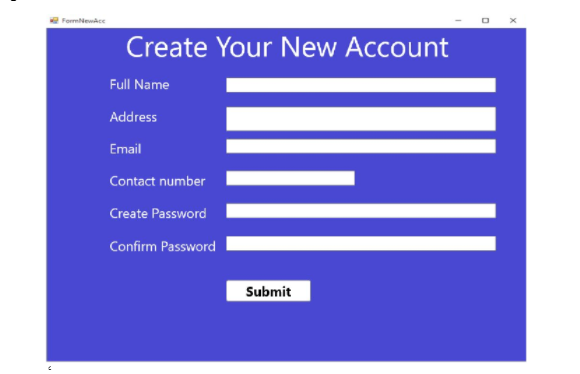 FormNewAcc
Create Your New Account
Full Name
Address
Email
Contact number
Create Password
Confirm Password
Submit